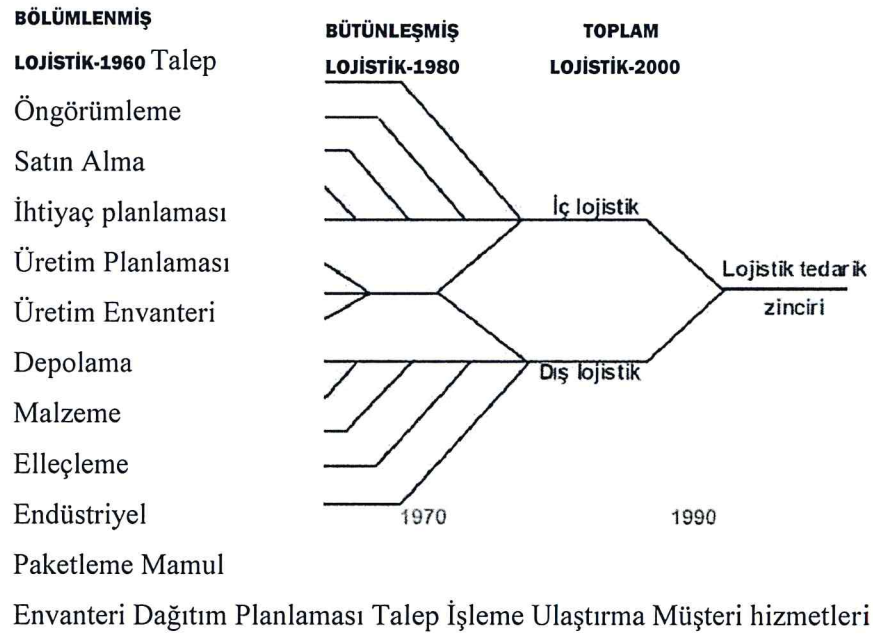 BÖLÜMLENMİŞ
LOJİSTİK-1960 Talep
Öngörümleme
Satın Alma
İhtiyaç planlaması
Üretim Planlaması
Üretim Envanteri
Depolama
Malzeme
Elleçleme
Endüstriyel
Paketleme Mamul
Envanteri Dağıtım Planlaması Talep İşleme Ulaştırma Müşteri hizmetleri
BÜTÜNLEŞMİŞ
LOJİSTİK-1980
TOPLAM
LOJİSTİK-2000
İç lojistik
Dış lojistik
Lojistik tedarik
zinciri
1970
1990